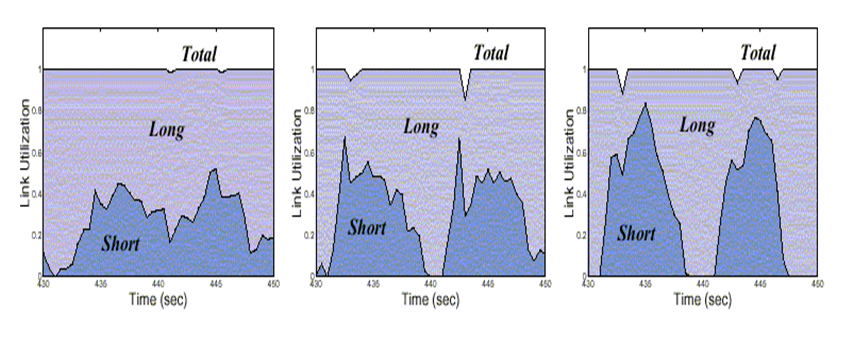 Total
Long
Short
Link Utilization
1
0.8
0.6
0.4
0.2
0
430 435 440 445 450
Time (sec)
Total
Long
Short
Link Utilization
1
0.8
0.6
0.4
0.2
0
430 435 440 445 450
Time (sec)
Total
Long
Short
Link Utilization
1
0.8
0.6
0.4
0.2
0
430 435 440 445 450
Time (sec)